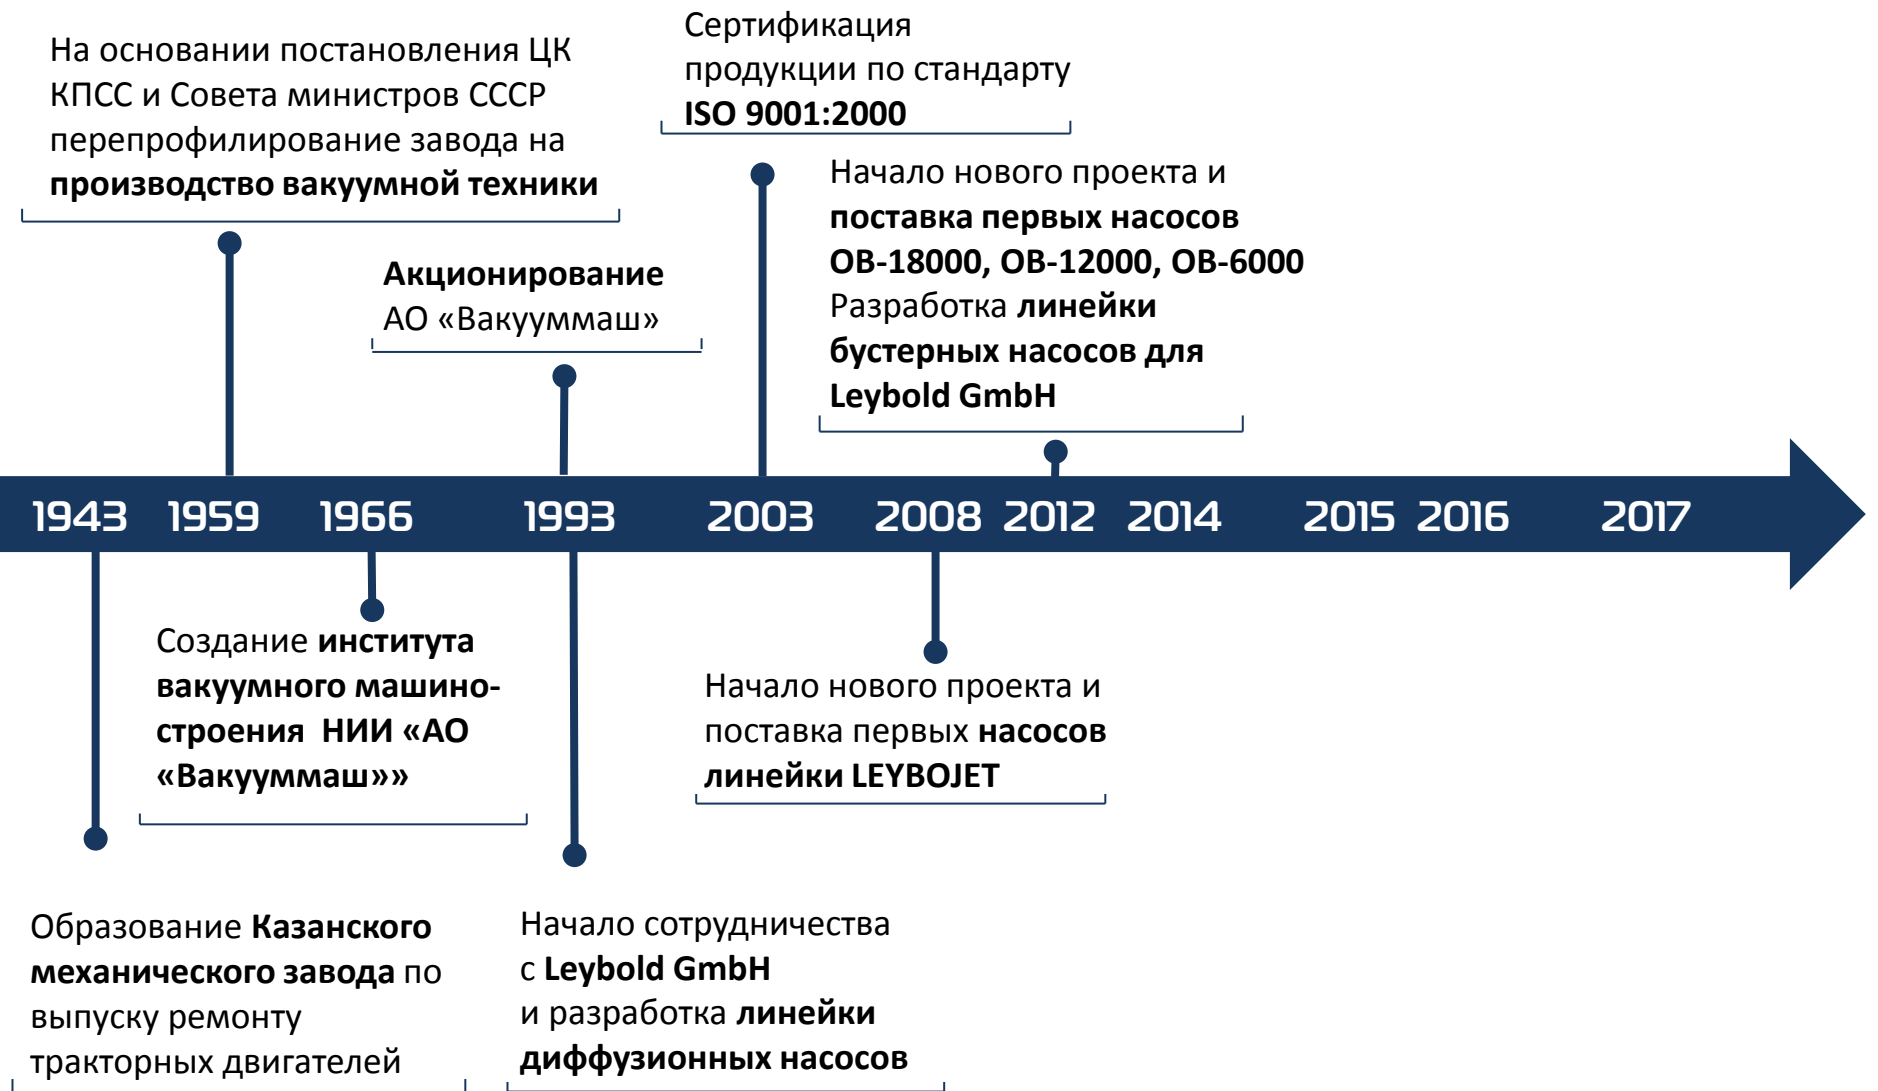 На основании постановления ЦК
КПСС и Совета министров СССР
перепрофилирование завода на
производство вакуумной техники
Акционирование
АО «Вакууммаш»
Сертификация
продукции по стандарту
ISO 9001:2000
Начало нового проекта и
поставка первых насосов
ОВ-18000, ОВ-12000, ОВ-6000
Разработка линейки
бустерных насосов для
Leybold GmbH
1943 1959 1966 1993 2003 2008 2012 2014 2015 2016 2017
Создание института
вакуумного машино-
строения НИИ «АО
«Вакууммаш»»
Начало нового проекта и
поставка первых насосов
линейки LEYBOJET
Образование Казанского
механического завода по
выпуску ремонту
тракторных двигателей
Начало сотрудничества
с Leybold GmbH
и разработка линейки
диффузионных насосов